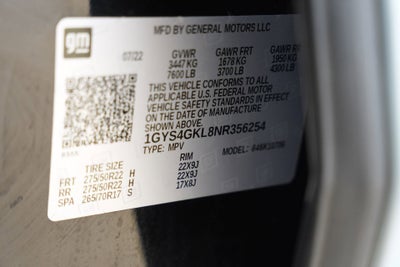 gm
MFD BY GENERAL MOTORS LLC
07/22 GVWR GAWR FRT GAWR RR
3447 KG 1678 KG 1950 KG
7600 LB 3700 LB 4300 LB
THIS VEHICLE CONFORMS TO ALL
APPLICABLE U.S. FEDERAL MOTOR
VEHICLE SAFETY STANDARDS IN EFFECT
ON THE DATE OF MANUFACTURE
SHOWN ABOVE.
1GYS4GKL8NR356254
TYPE: MPV MODEL:
TIRE SIZE RIM
FRT 275/50R22 H 22X9J
RR 275/50R22 H 22X9J
SPA 265/70R17 S 17X8J